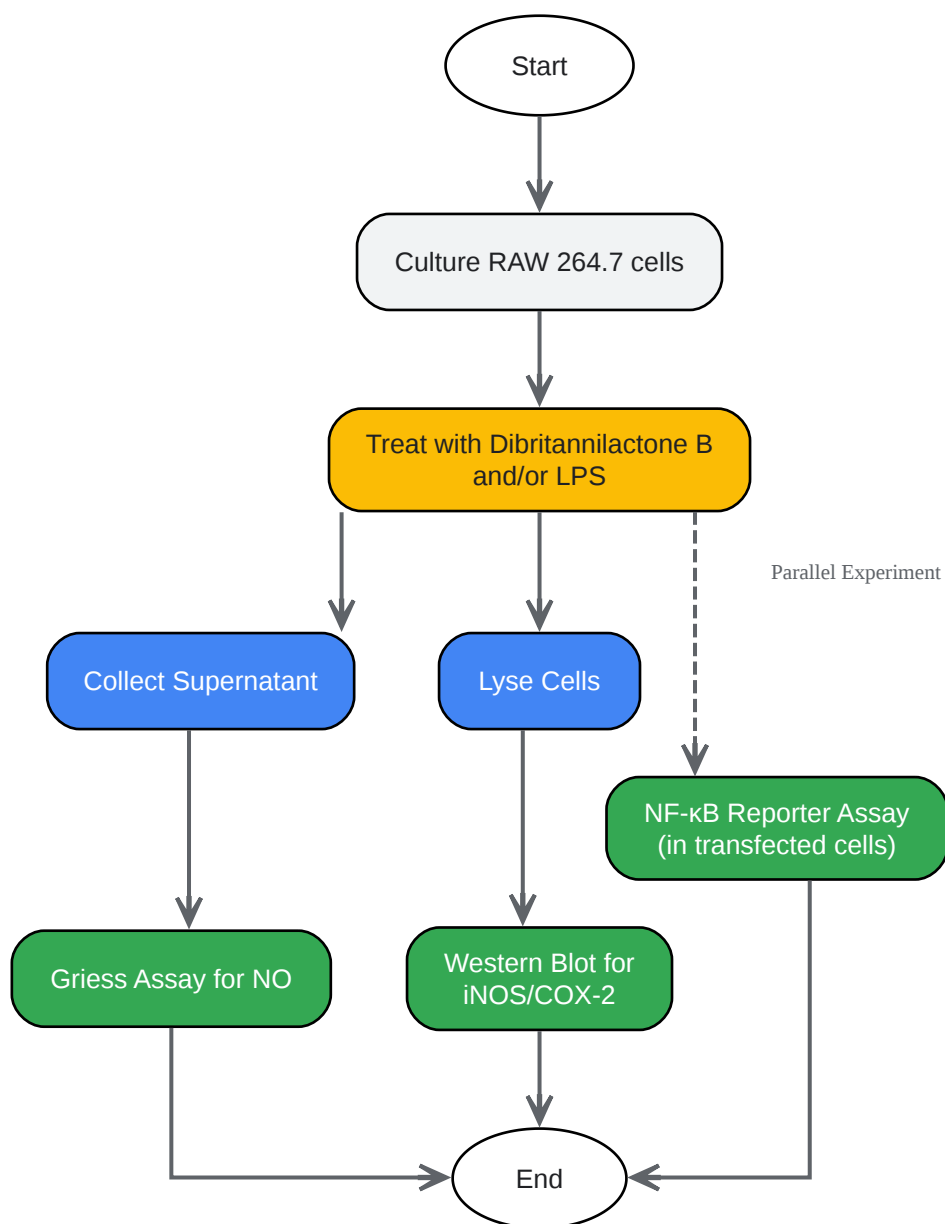 Start
Culture RAW 264.7 cells
Treat with Dibritannilactone B
and/or LPS
Parallel Experiment
Collect Supernatant
Lyse Cells
NF-κB Reporter Assay
(in transfected cells)
Griess Assay for NO
Western Blot for
iNOS/COX-2
End